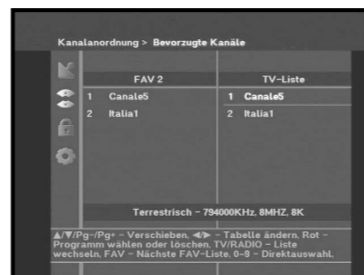 Kanalanordnung > Bevorzugte Kanäle
FAV 2
TV-Liste
1 Canale5
1 Canale5
2 Italia1
2 Italia1
Terrestrisch - 794000KHz, 8MHZ, 8K
▲/▼/Pg-/Pg+ - Verschieben, ◄/► - Tabelle ändern, Rot -
Programm wählen oder löschen, TV/RADIO - Liste
wechseln, FAV - Nächste FAV-Liste, 0-9 - Direktauswahl,